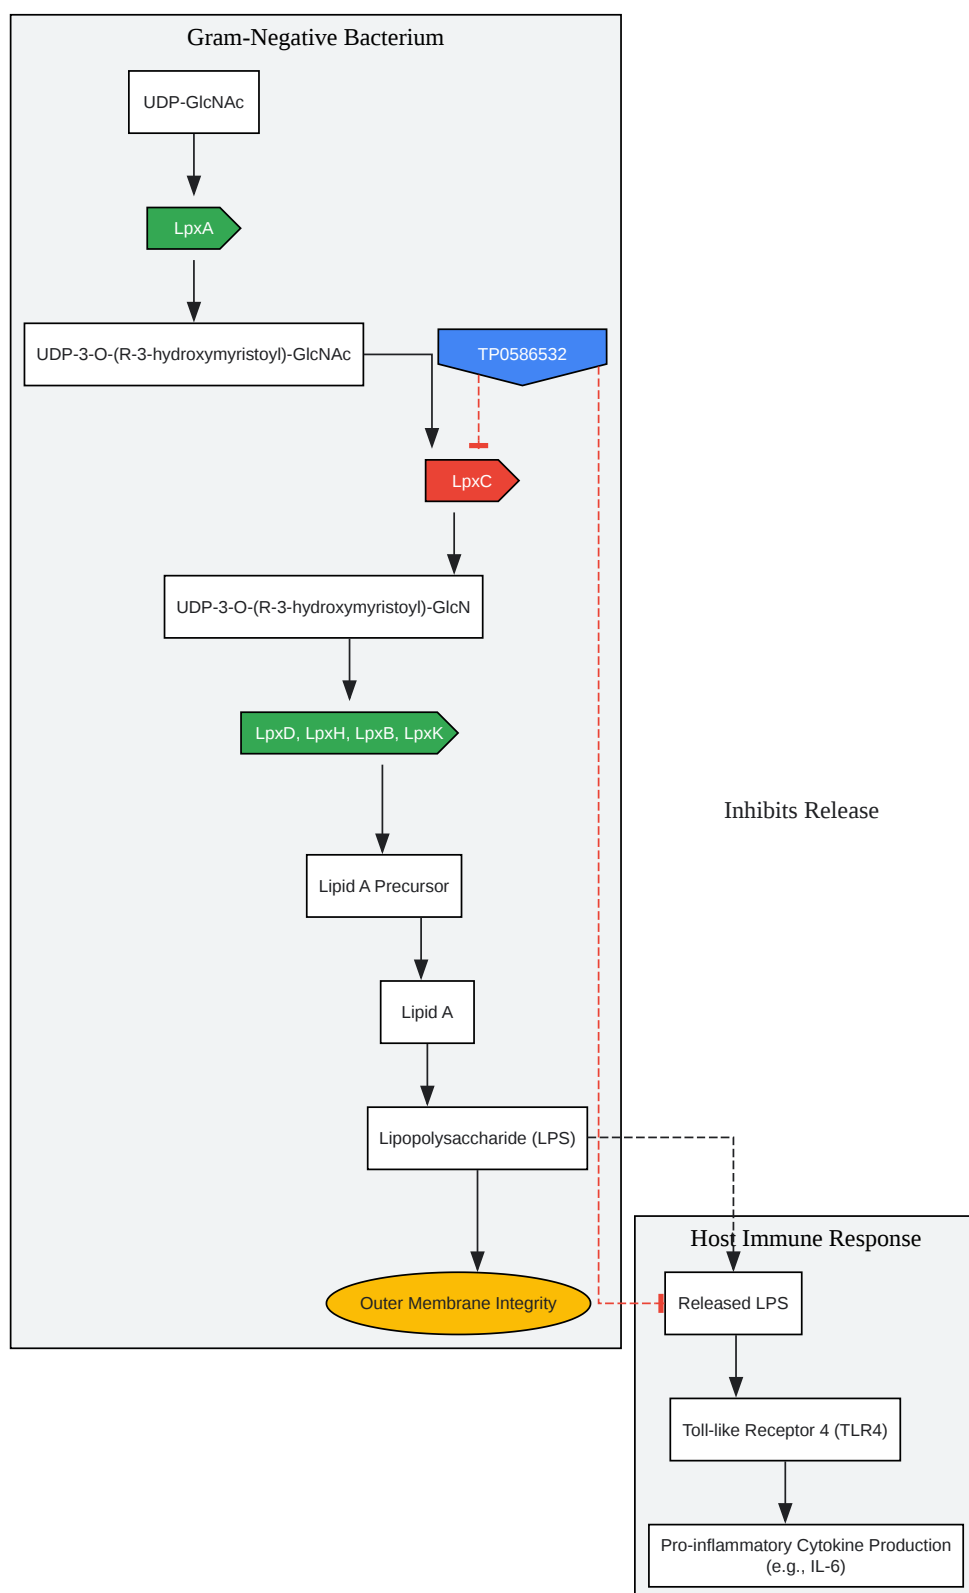 Gram-Negative Bacterium
UDP-GlcNAc
LpxA
UDP-3-O-(R-3-hydroxymyristoyl)-GlcNAc
TP0586532
LpxC
UDP-3-O-(R-3-hydroxymyristoyl)-GlcN
LpxD, LpxH, LpxB, LpxK
Inhibits Release
Lipid A Precursor
Lipid A
Lipopolysaccharide (LPS)
Host Immune Response
Outer Membrane Integrity
Released LPS
Toll-like Receptor 4 (TLR4)
Pro-inflammatory Cytokine Production
(e.g., IL-6)